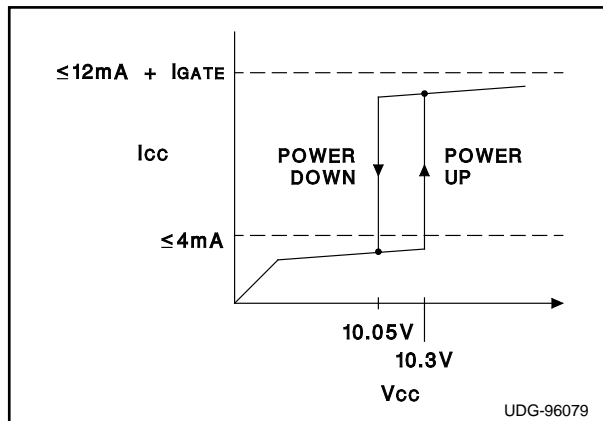 ≤12mA + IGATE
ICC
POWER DOWN
POWER UP
≤4mA
10.05V
10.3V
VCC
UDG-96079